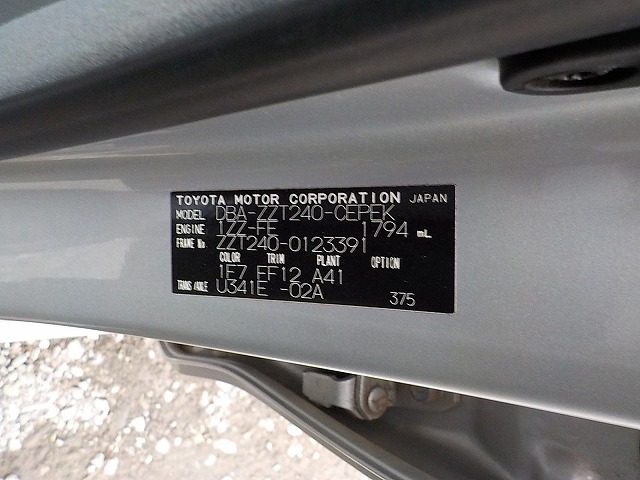 TOYOTA MOTOR CORPORATION JAPAN
MODEL DBA-ZZT240-CEPEK
ENGINE 1ZZ-FE 1794 mL
FRAME No. ZZT240-0123391
COLOR TRIM PLANT OPTION
1E7 EF12 A41
TRANS/AXLE U341E -02A
375